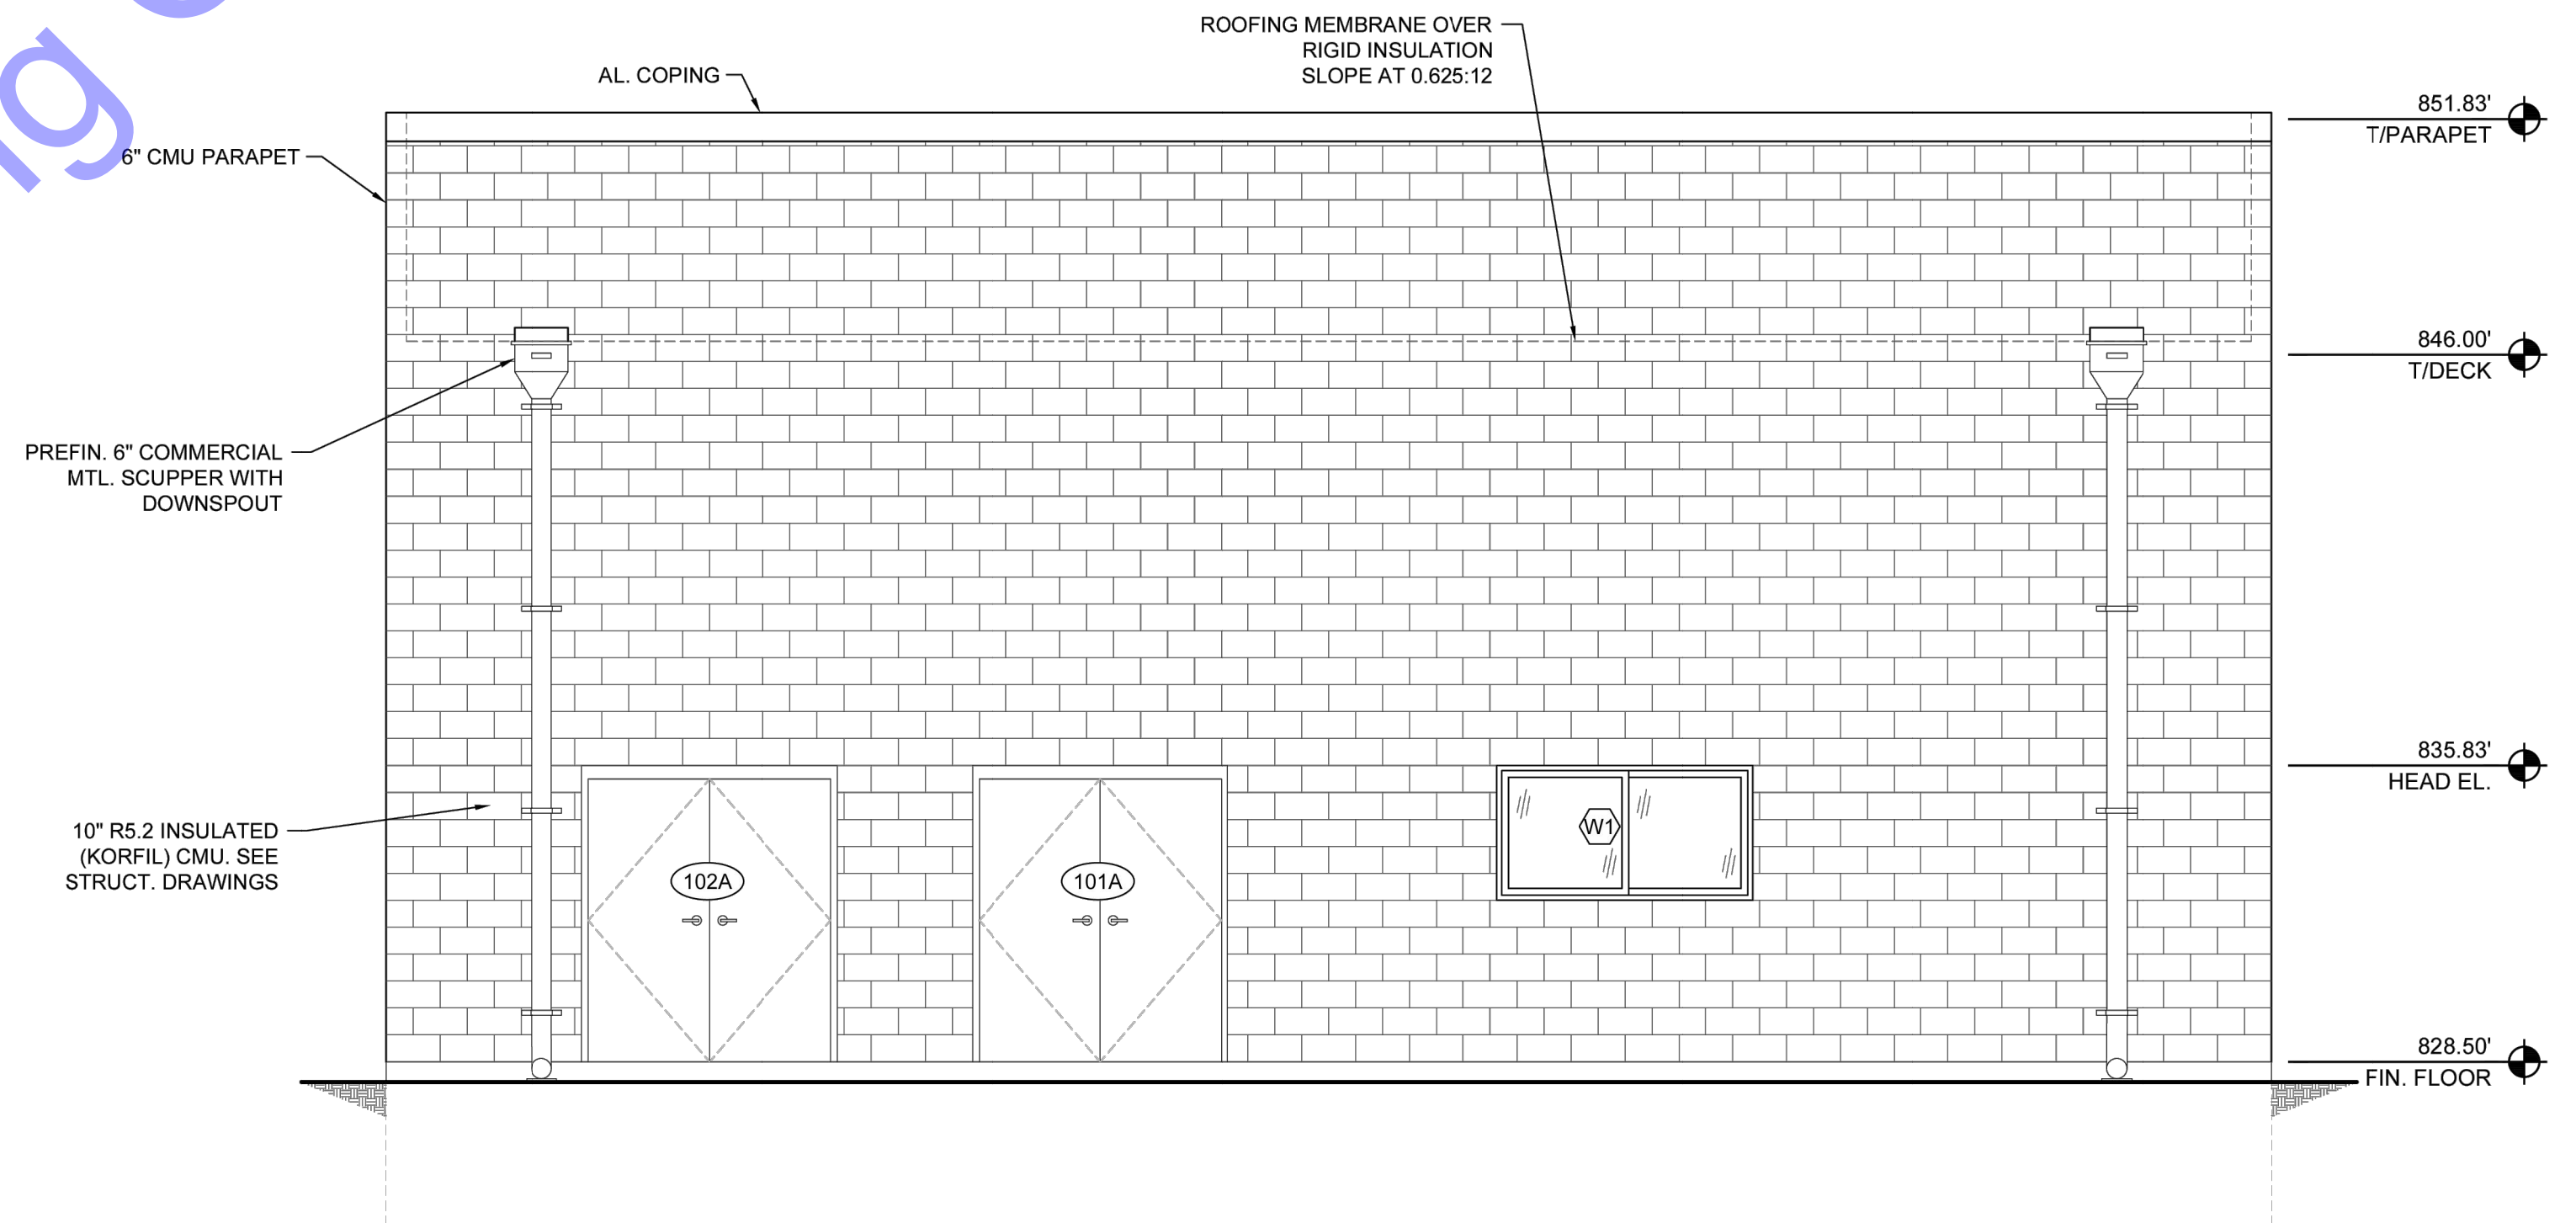 ROOFING MEMBRANE OVER
RIGID INSULATION
SLOPE AT 0.625:12
AL. COPING
851.83'
T/PARAPET
6" CMU PARAPET
846.00'
T/DECK
PREFIN. 6" COMMERCIAL
MTL. SCUPPER WITH
DOWNSPOUT
835.83'
HEAD EL.
10" R5.2 INSULATED
(KORFIL) CMU. SEE
STRUCT. DRAWINGS
W1
102A
101A
828.50'
FIN. FLOOR